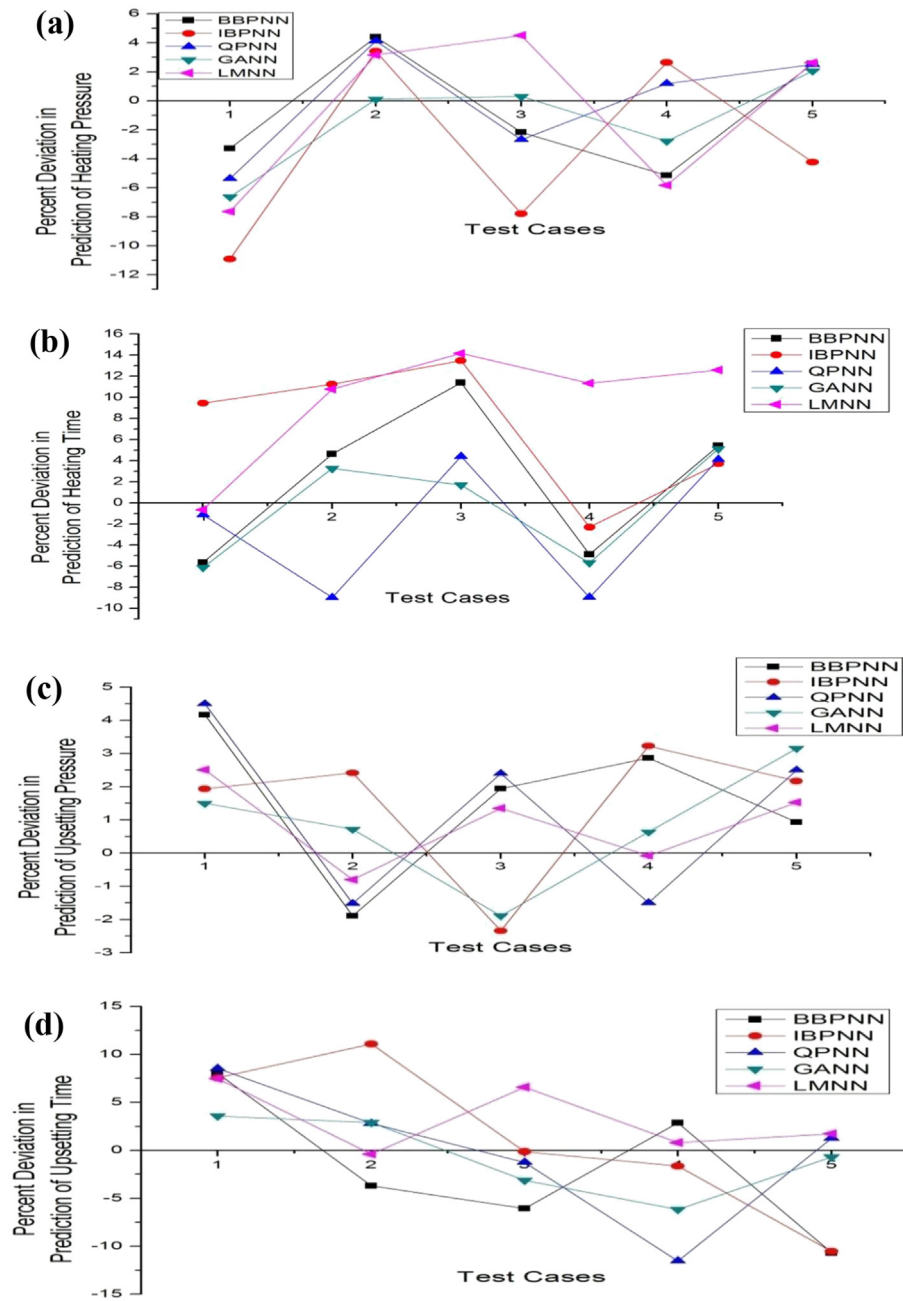 (a)
BBPNN
IBPNN
QPNN
GANN
LMNN
Percent Deviation in
Prediction of Heating Pressure
6
4
2
0
-2
-4
-6
-8
-10
-12
1
2
3
4
5
Test Cases
(b)
BBPNN
IBPNN
QPNN
GANN
LMNN
Percent Deviation in
Prediction of Heating Time
16
14
12
10
8
6
4
2
0
-2
-4
-6
-8
-10
1
2
3
4
5
Test Cases
(c)
BBPNN
IBPNN
QPNN
GANN
LMNN
Percent Deviation in
Prediction of Upsetting Pressure
5
4
3
2
1
0
-1
-2
-3
1
2
3
4
5
Test Cases
(d)
BBPNN
IBPNN
QPNN
GANN
LMNN
Percent Deviation in
Prediction of Upsetting Time
15
10
5
0
-5
-10
-15
1
2
3
4
5
Test Cases